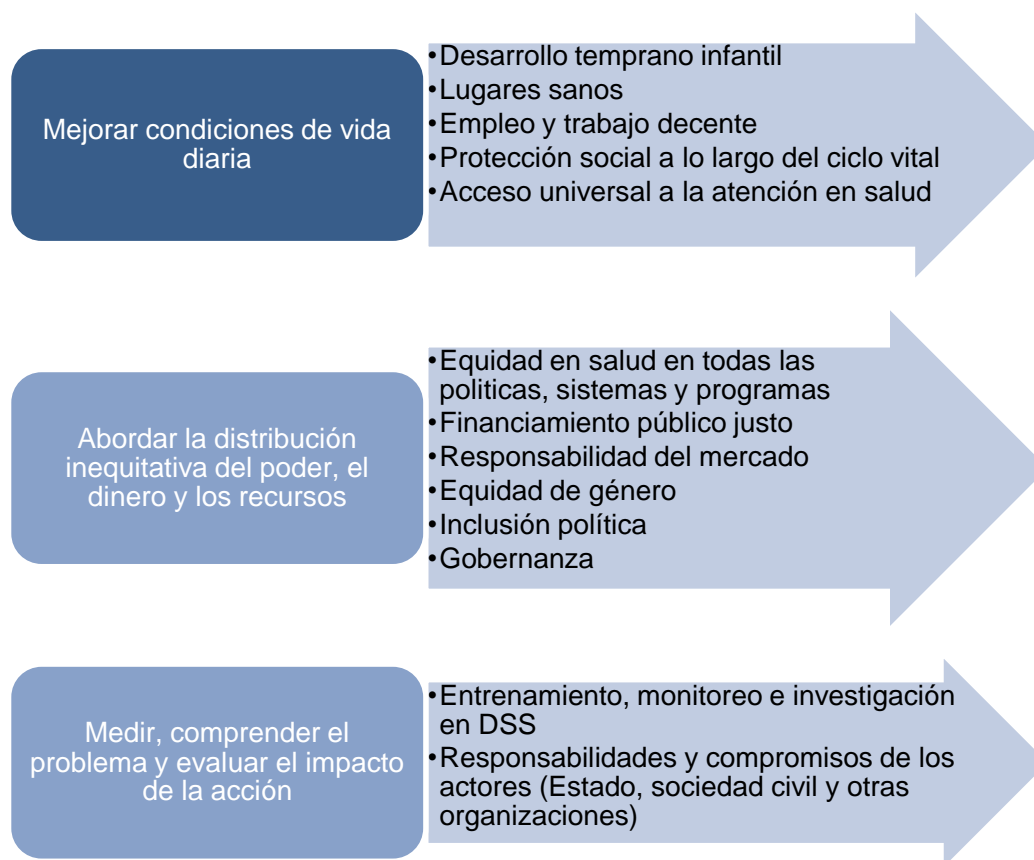 Mejorar condiciones de vida
diaria
•Desarrollo temprano infantil
•Lugares sanos
•Empleo y trabajo decente
•Protección social a lo largo del ciclo vital
•Acceso universal a la atención en salud
Abordar la distribución
inequitativa del poder, el
dinero y los recursos
•Equidad en salud en todas las
politicas, sistemas y programas
•Financiamiento público justo
•Responsabilidad del mercado
•Equidad de género
•Inclusión política
•Gobernanza
Medir, comprender el
problema y evaluar el impacto
de la acción
•Entrenamiento, monitoreo e investigación
en DSS
•Responsabilidades y compromisos de los
actores (Estado, sociedad civil y otras
organizaciones)